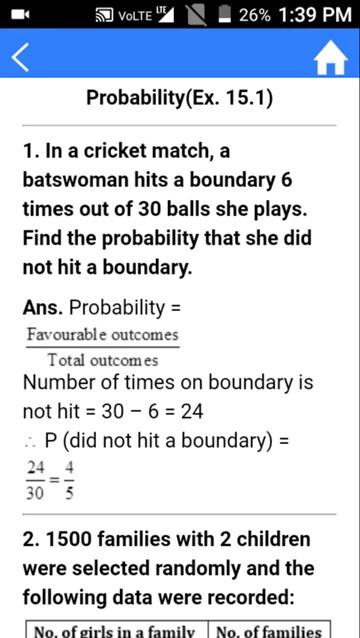 VoLTE LTE 26% 1:39 PM
Probability(Ex. 15.1)
1. In a cricket match, a
batswoman hits a boundary 6
times out of 30 balls she plays.
Find the probability that she did
not hit a boundary.
Ans. Probability =
Favourable outcomes
Total outcomes
Number of times on boundary is
not hit = 30 – 6 = 24
∴ P (did not hit a boundary) =
24/30 = 4/5
2. 1500 families with 2 children
were selected randomly and the
following data were recorded:
No. of girls in a family No. of families